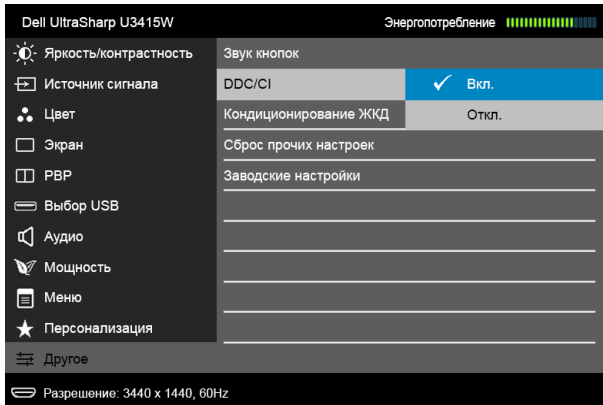 Dell UltraSharp U3415W Энергопотребление
Яркость/контрастность Звук кнопок
Источник сигнала DDC/CI Вкл.
Цвет Кондиционирование ЖКД Откл.
Экран Сброс прочих настроек
PBP Заводские настройки
Выбор USB
Аудио
Мощность
Меню
Персонализация
Другое
Разрешение: 3440 x 1440, 60Hz